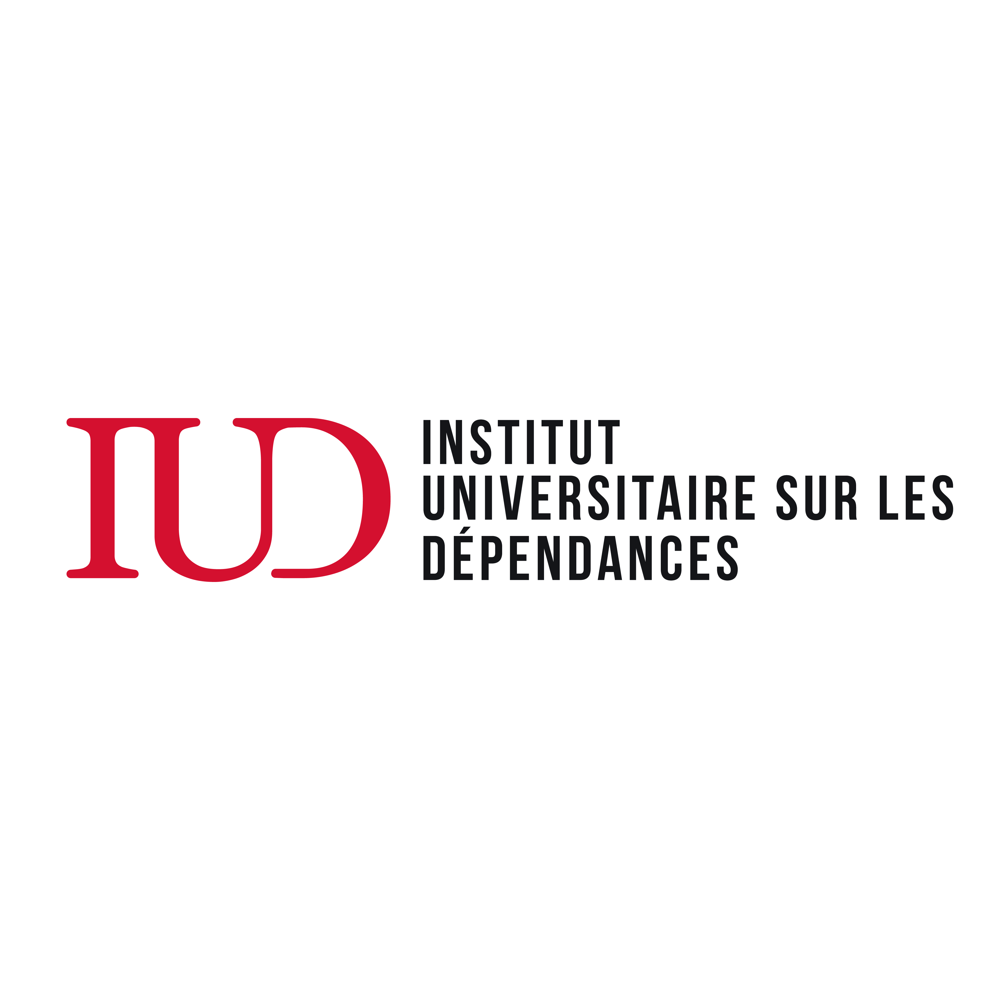 IUD
INSTITUT
UNIVERSITAIRE SUR LES
DÉPENDANCES